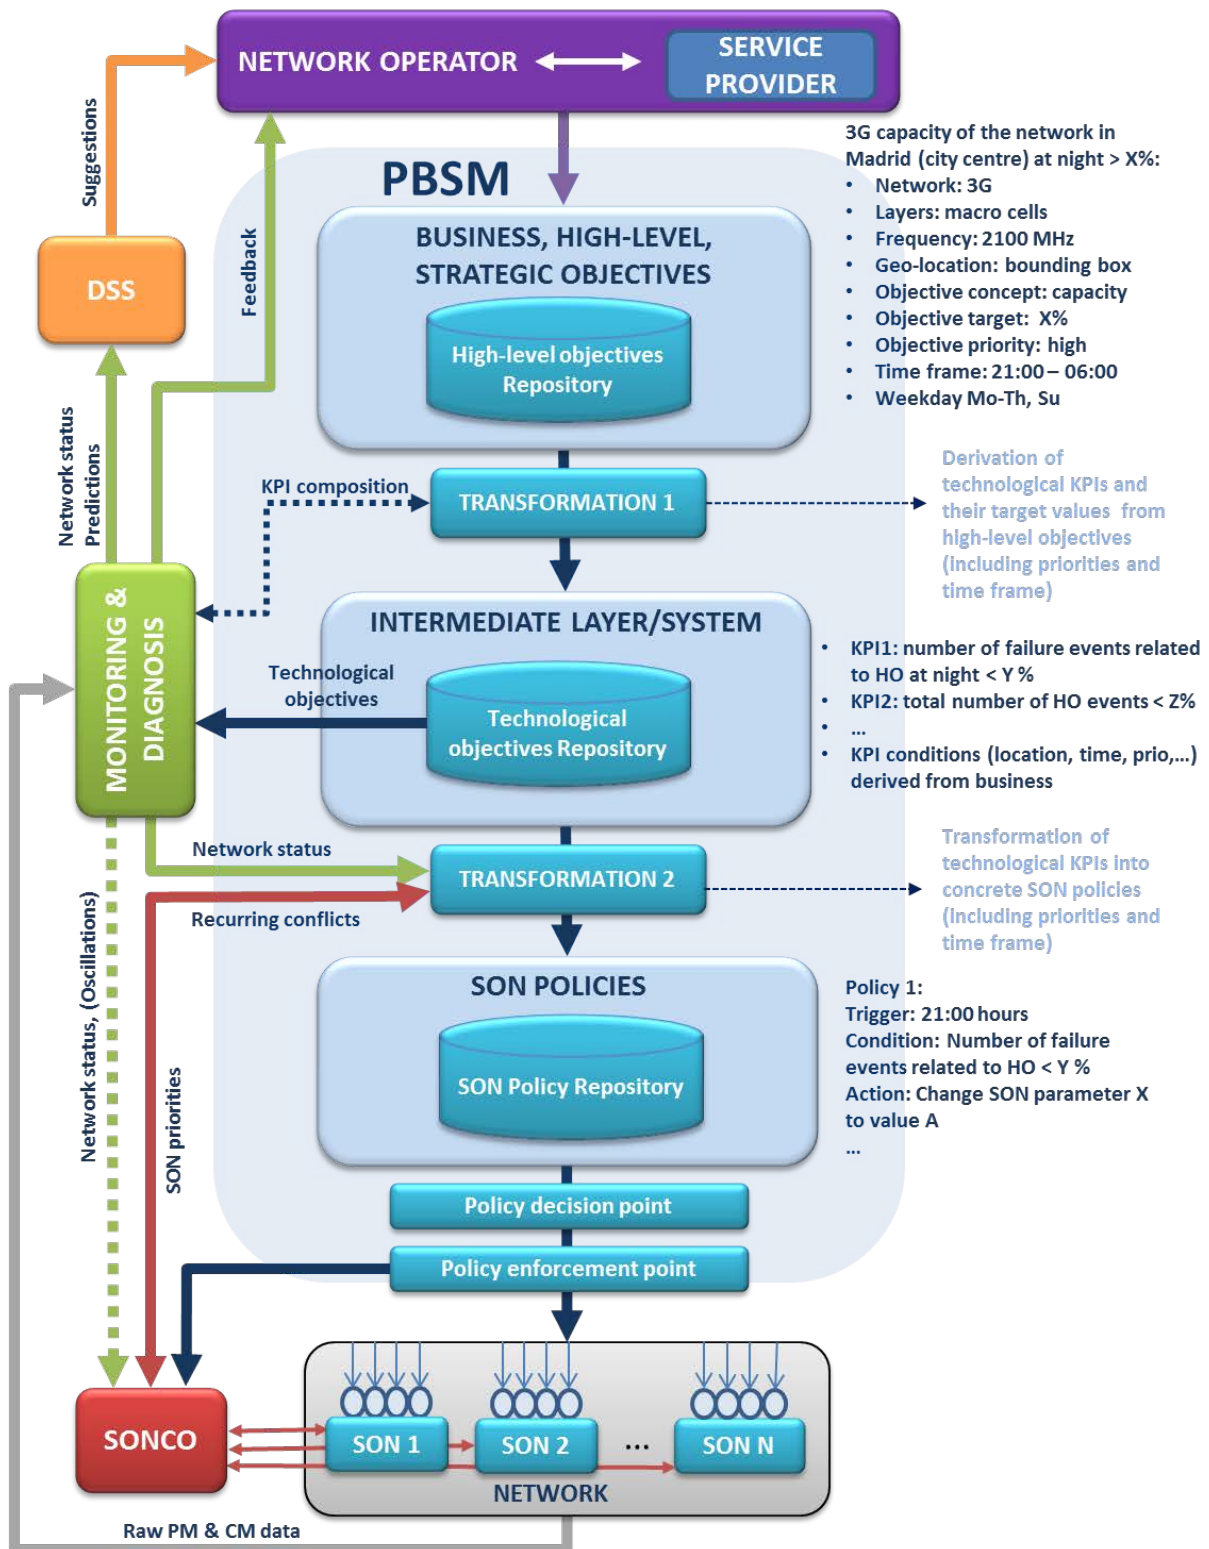 NETWORK OPERATOR
SERVICE
PROVIDER
Suggestions
Feedback
DSS
Network status
Predictions
PBSM
BUSINESS, HIGH-LEVEL,
STRATEGIC OBJECTIVES
High-level objectives
Repository
3G capacity of the network in
Madrid (city centre) at night > X%:
• Network: 3G
• Layers: macro cells
• Frequency: 2100 MHz
• Geo-location: bounding box
• Objective concept: capacity
• Objective target: X%
• Objective priority: high
• Time frame: 21:00 – 06:00
• Weekday Mo-Th, Su
KPI composition
TRANSFORMATION 1
Derivation of
technological KPIs and
their target values from
high-level objectives
(including priorities and
time frame)
MONITORING &
DIAGNOSIS
INTERMEDIATE LAYER/SYSTEM
Technological
objectives
Technological
objectives Repository
• KPI1: number of failure events related
to HO at night < Y %
• KPI2: total number of HO events < Z%
• ...
• KPI conditions (location, time, prio,...)
derived from business
Network status
TRANSFORMATION 2
Recurring conflicts
Transformation of
technological KPIs into
concrete SON policies
(including priorities and
time frame)
Network status, (Oscillations)
SON priorities
SON POLICIES
SON Policy Repository
Policy 1:
Trigger: 21:00 hours
Condition: Number of failure
events related to HO < Y %
Action: Change SON parameter X
to value A
...
Policy decision point
Policy enforcement point
SONCO
SON 1
SON 2
...
SON N
NETWORK
Raw PM & CM data